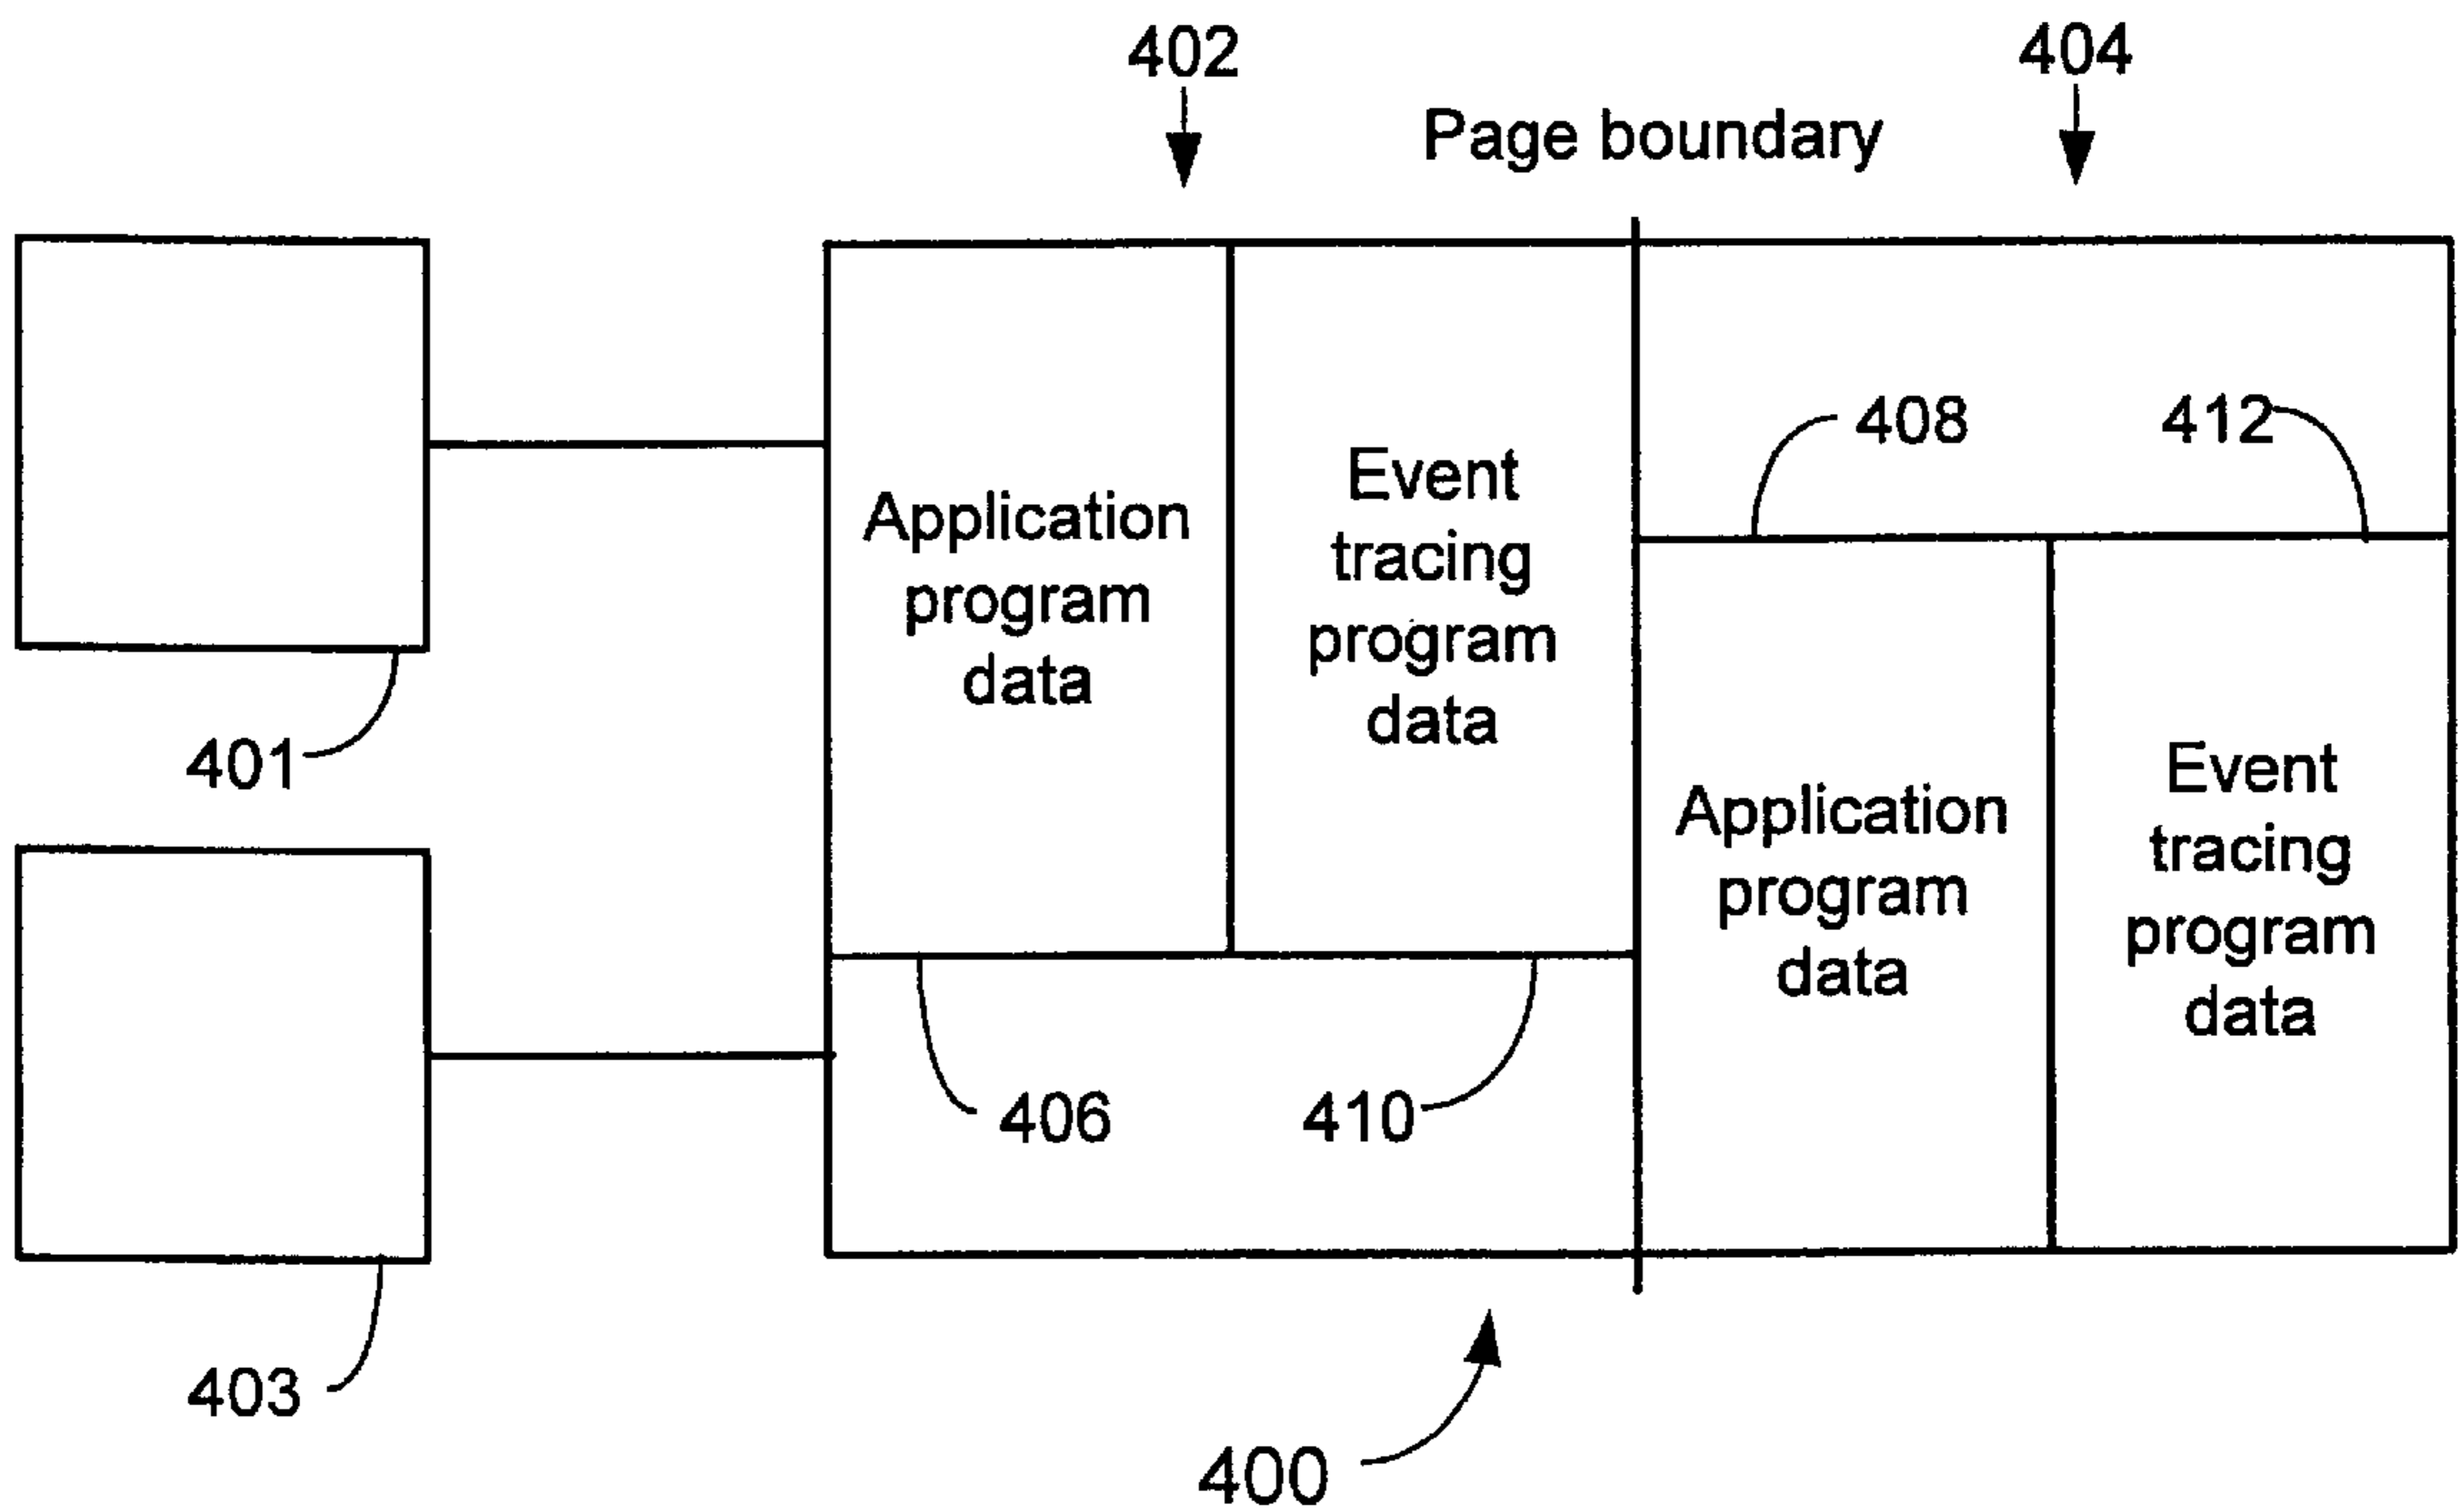 402
404
Page boundary
408
412
Application
program
data
Event
tracing
program
data
Application
program
data
Event
tracing
program
data
401
406
410
403
400